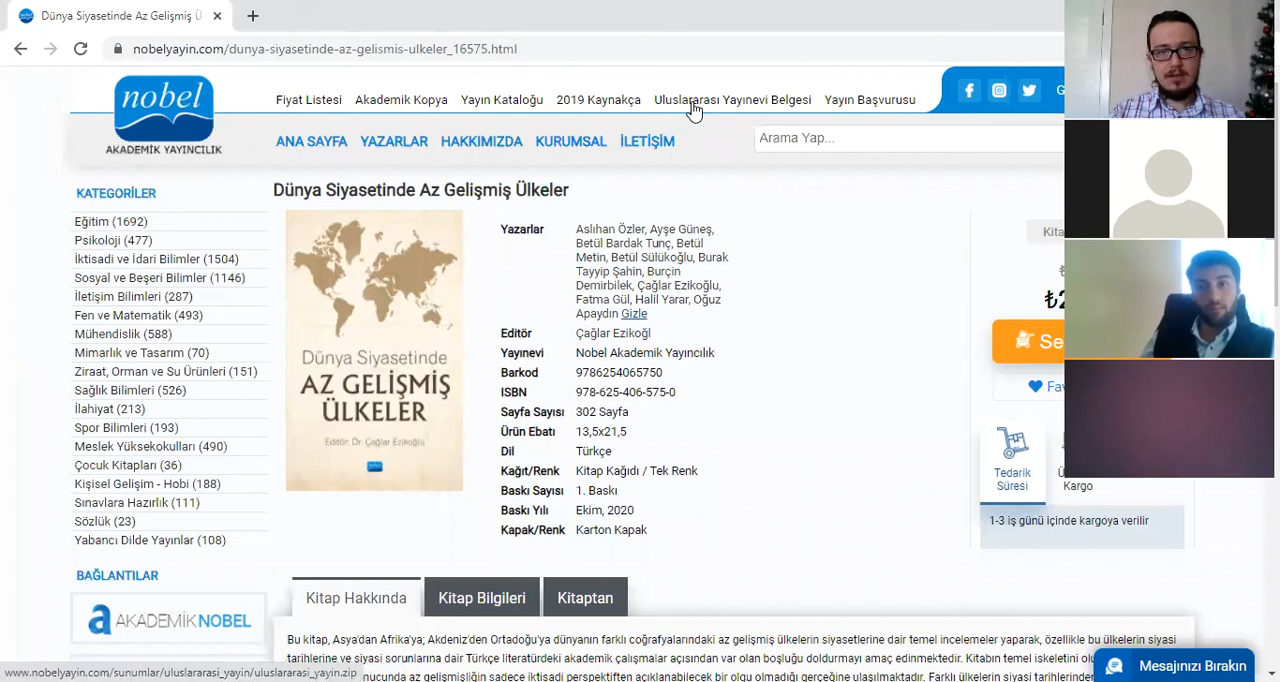 Dünya Siyasetinde Az Gelişmiş Ü
nobelyayin.com/dunya-siyasetinde-az-gelismis-ulkeler_16575.html
nobel
AKADEMİK YAYINCILIK
Fiyat Listesi Akademik Kopya Yayın Kataloğu 2019 Kaynakça Uluslararası Yayınevi Belgesi Yayın Başvurusu
ANA SAYFA YAZARLAR HAKKIMIZDA KURUMSAL İLETİŞİM
Arama Yap...
KATEGORİLER
Eğitim (1692)
Psikoloji (477)
İktisadi ve İdari Bilimler (1504)
Sosyal ve Beşeri Bilimler (1146)
İletişim Bilimleri (287)
Fen ve Matematik (493)
Mühendislik (588)
Mimarlık ve Tasarım (70)
Ziraat, Orman ve Su Ürünleri (151)
Sağlık Bilimleri (526)
İlahiyat (213)
Spor Bilimleri (193)
Meslek Yüksekokulları (490)
Çocuk Kitapları (36)
Kişisel Gelişim - Hobi (188)
Sınavlara Hazırlık (111)
Sözlük (23)
Yabancı Dilde Yayınlar (108)
BAĞLANTILAR
a AKADEMİKNOBEL
Dünya Siyasetinde Az Gelişmiş Ülkeler
Dünya Siyasetinde
AZ GELİŞMİŞ
ÜLKELER
Editör: Dr. Çağlar Ezikoğlu
Yazarlar Aslıhan Özler, Ayşe Güneş,
Betül Bardak Tunç, Betül
Metin, Betül Sülükoğlu, Burak
Tayyip Şahin, Burçin
Demirbilek, Çağlar Ezikoğlu,
Fatma Gül, Halil Yarar, Oğuz
Apaydın Gizle
Editör Çağlar Ezikoğl
Yayınevi Nobel Akademik Yayıncılık
Barkod 9786254065750
ISBN 978-625-406-575-0
Sayfa Sayısı 302 Sayfa
Ürün Ebatı 13,5x21,5
Dil Türkçe
Kağıt/Renk Kitap Kağıdı / Tek Renk
Baskı Sayısı 1. Baskı
Baskı Yılı Ekim, 2020
Kapak/Renk Karton Kapak
Kita
₺2
Se
Fav
Tedarik
Süresi
Kargo
1-3 iş günü içinde kargoya verilir
Kitap Hakkında Kitap Bilgileri Kitaptan
Bu kitap, Asya'dan Afrika'ya; Akdeniz'den Ortadoğu'ya dünyanın farklı coğrafyalarındaki az gelişmiş ülkelerin siyasetlerine dair temel incelemeler yaparak, özellikle bu ülkelerin siyasi
tarihlerine ve siyasi sorunlarına dair Türkçe literatürdeki akademik çalışmalar açısından var olan boşluğu doldurmayı amaç edinmektedir. Kitabın temel iskeletini
Mesajınızı Bırakın
www.nobelyayin.com/sunumlar/uluslararasi_yayin/uluslararasi_yayin.zip